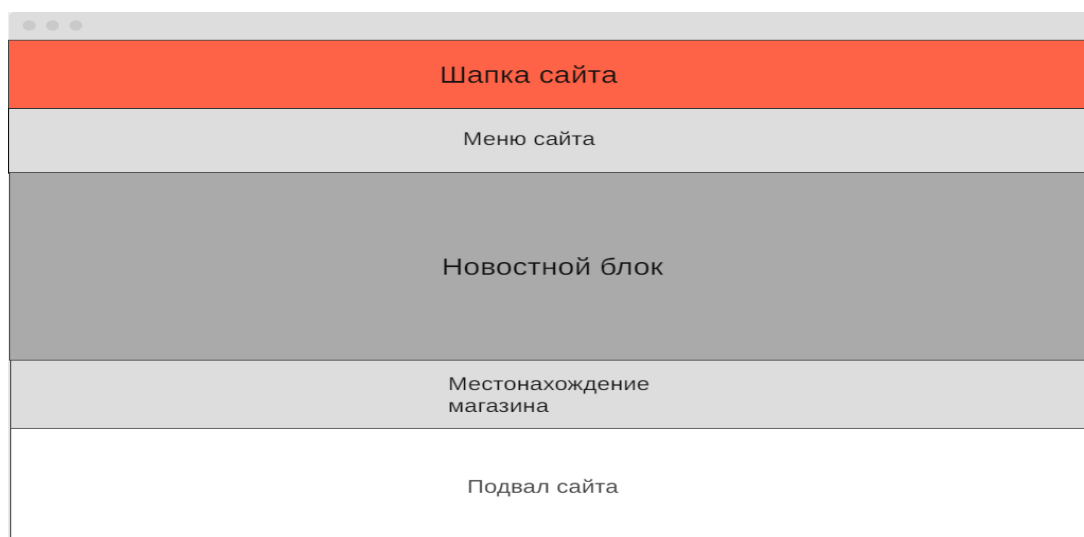 Шапка сайта
Меню сайта
Новостной блок
Местонахождение
магазина
Подвал сайта